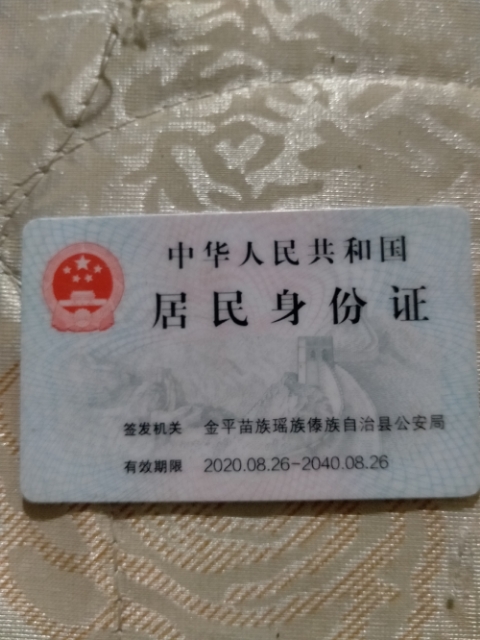 中华人民共和国
居民身份证
签发机关 金平苗族瑶族傣族自治县公安局
有效期限 2020.08.26-2040.08.26